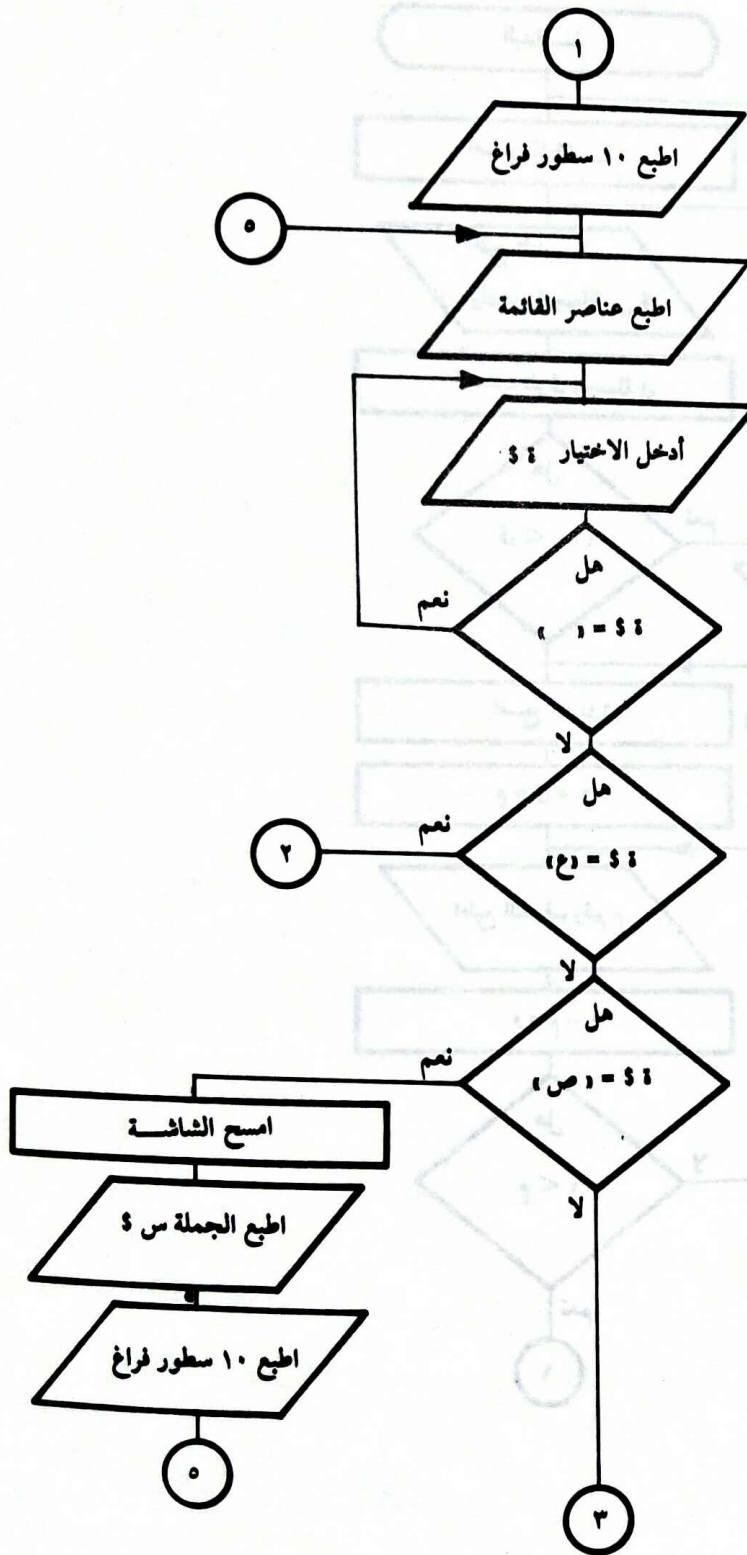 ١
اطبع ١٠ سطور فراغ
٥
اطبع عناصر القائمة
أدخل الاختيار ة $
هل
ة $ = « »
نعم
لا
هل
ة $ = «ع»
نعم
٢
لا
هل
ة $ = « ص »
نعم
لا
امسح الشاشـــة
اطبع الجملة س $
اطبع ١٠ سطور فراغ
٥
٣